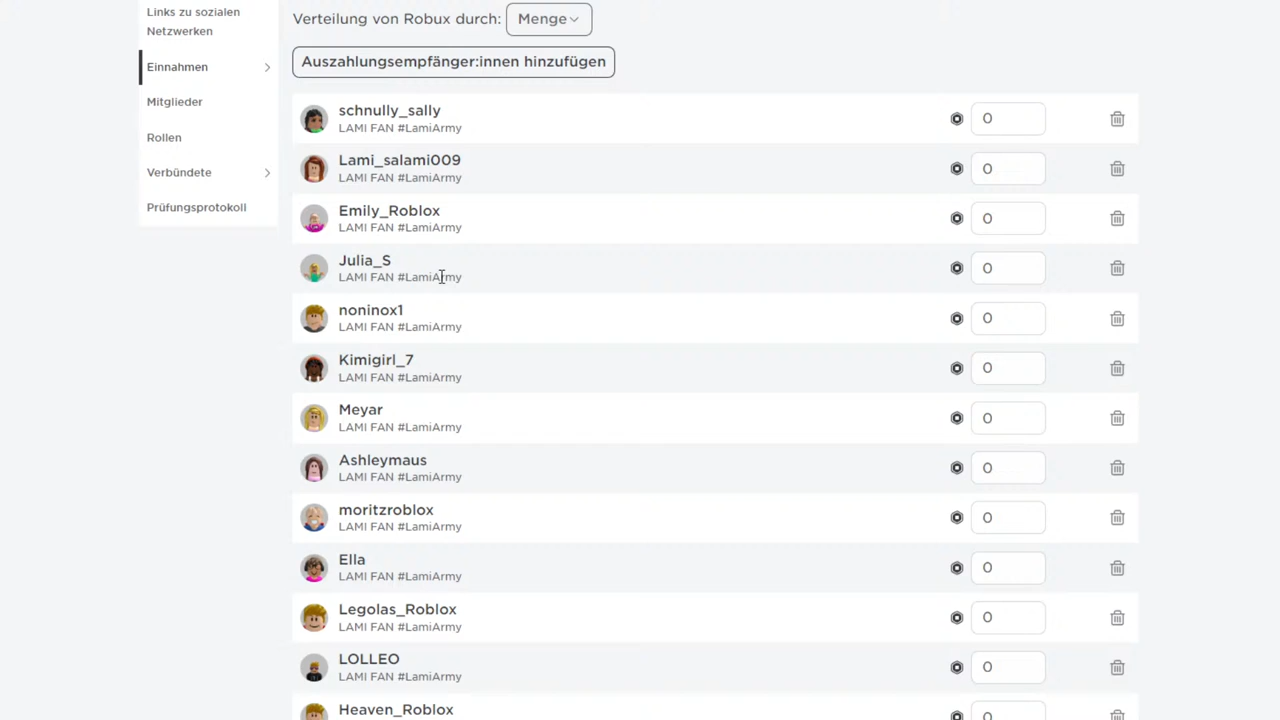 Links zu sozialen
Netzwerken
Einnahmen
Mitglieder
Rollen
Verbündete
Prüfungsprotokoll
Verteilung von Robux durch: Menge
Auszahlungsempfänger:innen hinzufügen
schnully_sally
LAMI FAN #LamiArmy
0
Lami_salami009
LAMI FAN #LamiArmy
0
Emily_Roblox
LAMI FAN #LamiArmy
0
Julia_S
LAMI FAN #LamiArmy
0
noninox1
LAMI FAN #LamiArmy
0
Kimigirl_7
LAMI FAN #LamiArmy
0
Meyar
LAMI FAN #LamiArmy
0
Ashleymaus
LAMI FAN #LamiArmy
0
moritzroblox
LAMI FAN #LamiArmy
0
Ella
LAMI FAN #LamiArmy
0
Legolas_Roblox
LAMI FAN #LamiArmy
0
LOLLEO
LAMI FAN #LamiArmy
0
Heaven_Roblox
0